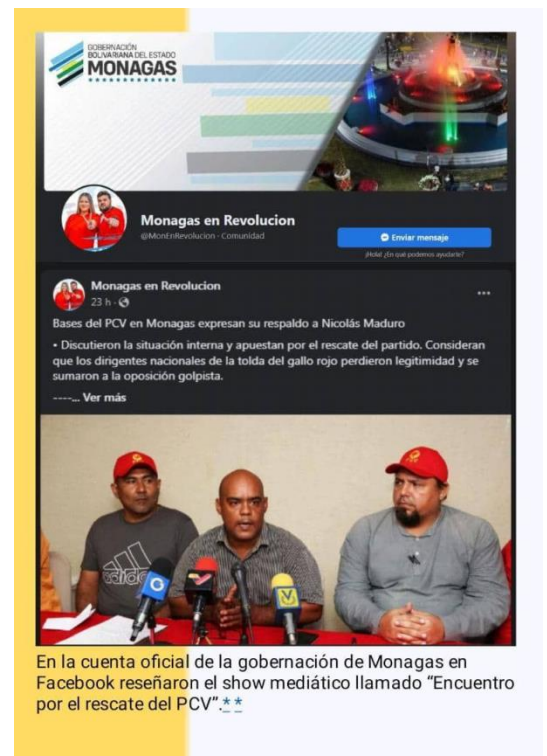 GOBERNACIÓN
BOLIVARIANA DEL ESTADO
MONAGAS
Monagas en Revolucion
@MonEnRevolucion - Comunidad
Enviar mensaje
¡Hola! ¿En qué podemos ayudarte?
Monagas en Revolucion
23 h ·
Bases del PCV en Monagas expresan su respaldo a Nicolás Maduro
• Discutieron la situación interna y apuestan por el rescate del partido. Consideran
que los dirigentes nacionales de la tolda del gallo rojo perdieron legitimidad y se
sumaron a la oposición golpista.
----... Ver más
adidas
En la cuenta oficial de la gobernación de Monagas en
Facebook reseñaron el show mediático llamado “Encuentro
por el rescate del PCV”.* *